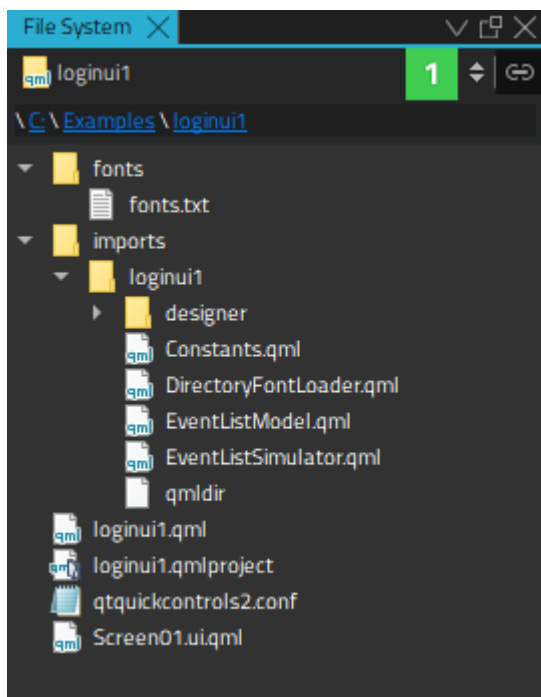 File System
loginui1
1
\ C: \ Examples \ loginui1
fonts
fonts.txt
imports
loginui1
designer
Constants.qml
DirectoryFontLoader.qml
EventListModel.qml
EventListSimulator.qml
qmldir
loginui1.qml
loginui1.qmlproject
qtquickcontrols2.conf
Screen01.ui.qml